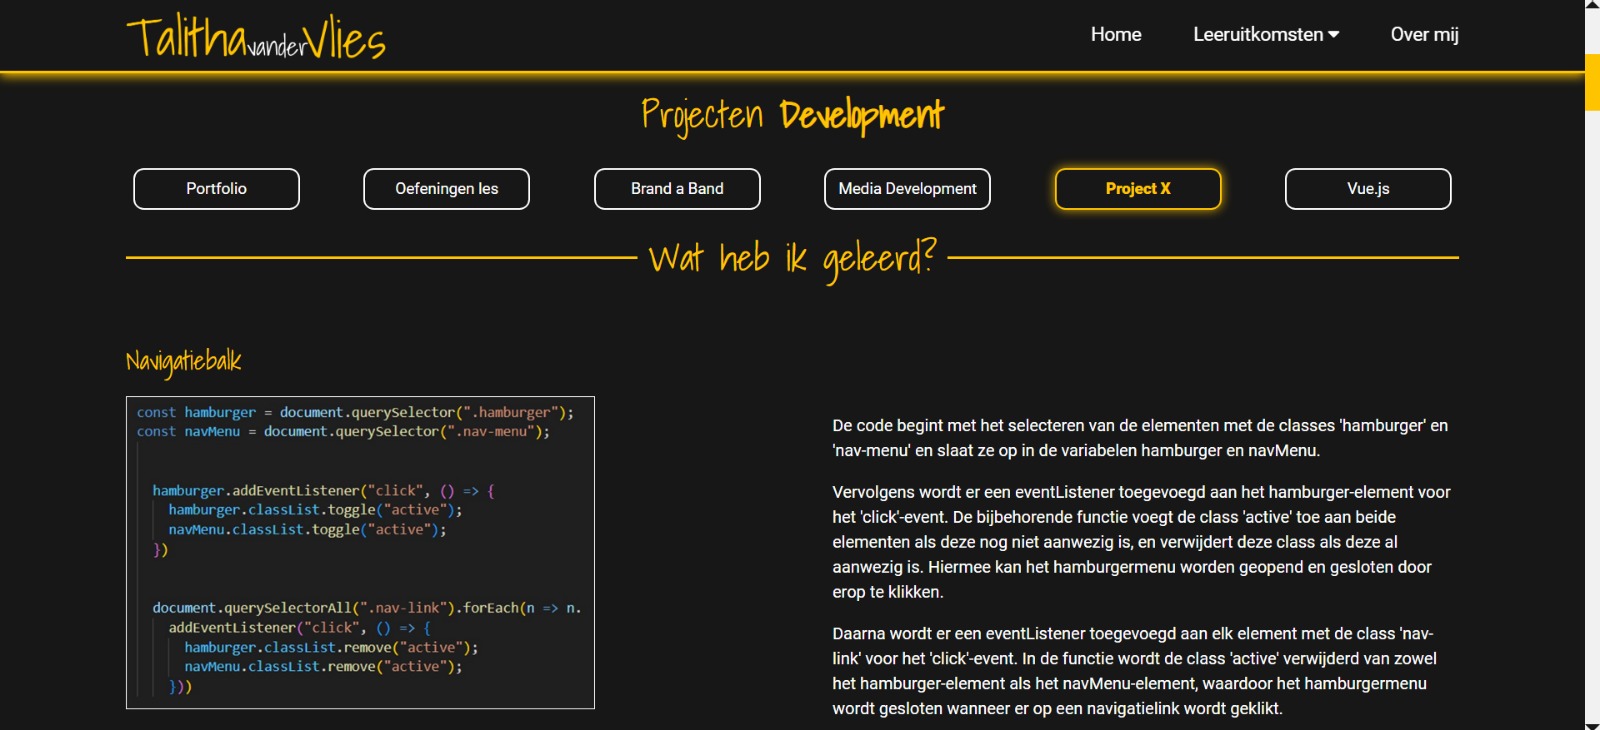 Talitha van der Vlies
Home Leeruitkomsten Over mij
Projecten Development
Portfolio Oefeningen les Brand a Band Media Development Project X Vue.js
Wat heb ik geleerd?
Navigatiebalk
const hamburger = document.querySelector(".hamburger");
const navMenu = document.querySelector(".nav-menu");
hamburger.addEventListener("click", () => {
hamburger.classList.toggle("active");
navMenu.classList.toggle("active");
})
document.querySelectorAll(".nav-link").forEach(n => n.
addEventListener("click", () => {
hamburger.classList.remove("active");
navMenu.classList.remove("active");
}))
De code begint met het selecteren van de elementen met de classes 'hamburger' en
'nav-menu' en slaat ze op in de variabelen hamburger en navMenu.
Vervolgens wordt er een eventListener toegevoegd aan het hamburger-element voor
het 'click'-event. De bijbehorende functie voegt de class 'active' toe aan beide
elementen als deze nog niet aanwezig is, en verwijdert deze class als deze al
aanwezig is. Hiermee kan het hamburgermenu worden geopend en gesloten door
erop te klikken.
Daarna wordt er een eventListener toegevoegd aan elk element met de class 'nav-
link' voor het 'click'-event. In de functie wordt de class 'active' verwijderd van zowel
het hamburger-element als het navMenu-element, waardoor het hamburgermenu
wordt gesloten wanneer er op een navigatielink wordt geklikt.